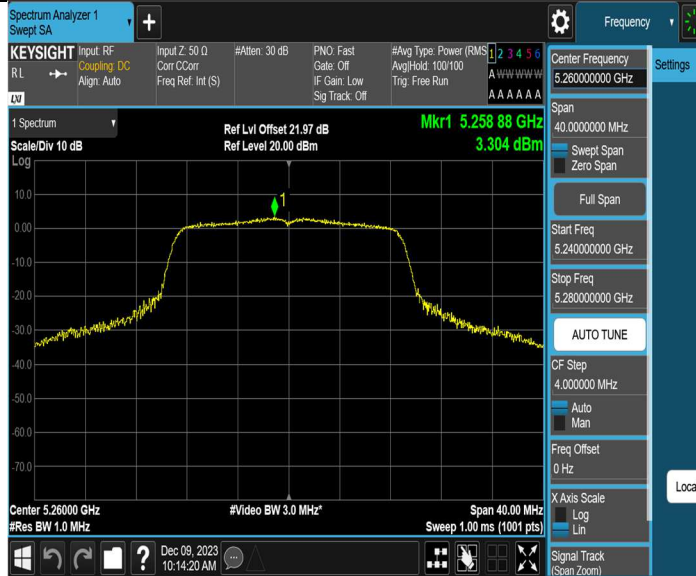 Spectrum Analyzer 1
Swept SA
Frequency
KEYSIGHT
RL
LXI
Input: RF
Coupling: DC
Align: Auto
Input Z: 50 Ω
Corr CCorr
Freq Ref: Int (S)
#Atten: 30 dB
PNO: Fast
Gate: Off
IF Gain: Low
Sig Track: Off
#Avg Type: Power (RMS
Avg|Hold: 100/100
Trig: Free Run
1 2 3 4 5 6
A W W W W W
A A A A A A
1 Spectrum
Scale/Div 10 dB
Log
Ref Lvl Offset 21.97 dB
Ref Level 20.00 dBm
Mkr1 5.258 88 GHz
3.304 dBm
1
10.0
0.00
-10.0
-20.0
-30.0
-40.0
-50.0
-60.0
-70.0
Center 5.26000 GHz
#Res BW 1.0 MHz
#Video BW 3.0 MHz*
Span 40.00 MHz
Sweep 1.00 ms (1001 pts)
Dec 09, 2023
10:14:20 AM
Center Frequency
5.260000000 GHz
Span
40.0000000 MHz
Swept Span
Zero Span
Full Span
Start Freq
5.240000000 GHz
Stop Freq
5.280000000 GHz
AUTO TUNE
CF Step
4.000000 MHz
Auto
Man
Freq Offset
0 Hz
X Axis Scale
Log
Lin
Signal Track
(Span Zoom)
Settings
Loca